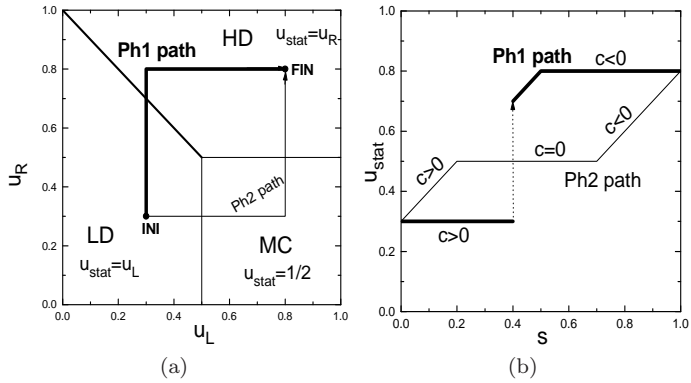 1.0
0.8
0.6
0.4
0.2
0.0
u_R
Ph1 path
HD
u_stat=u_R
FIN
Ph2 path
INI
LD
u_stat=u_L
MC
u_stat=1/2
0.0 0.2 0.4 0.6 0.8 1.0
u_L
(a)
1.0
0.8
0.6
0.4
0.2
0.0
u_stat
Ph1 path
c<0
c<0
c>0
c=0
Ph2 path
c>0
0.0 0.2 0.4 0.6 0.8 1.0
s
(b)